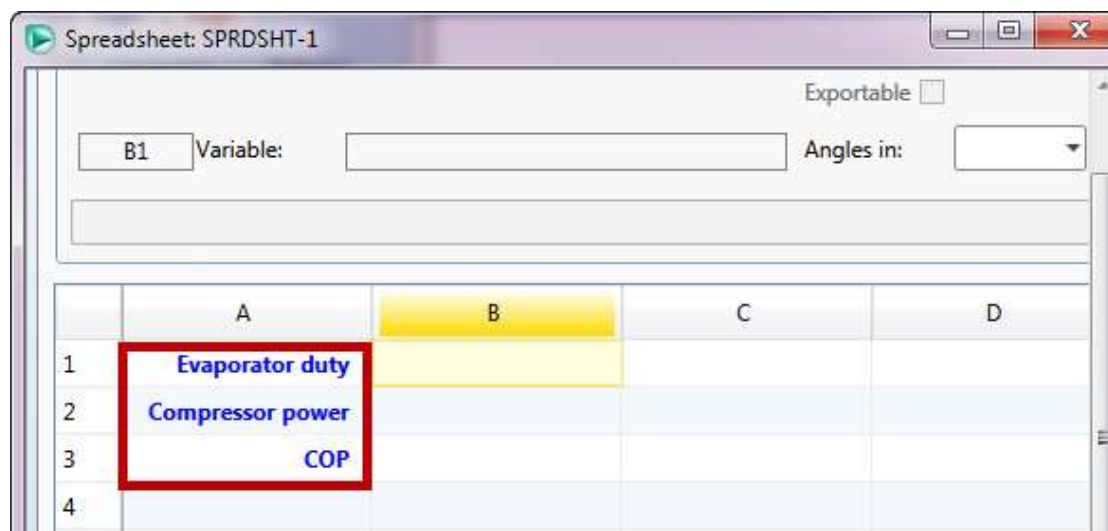 Spreadsheet: SPRDSHT-1
Exportable
B1 Variable: Angles in:
A B C D
1 Evaporator duty
2 Compressor power
3 COP
4